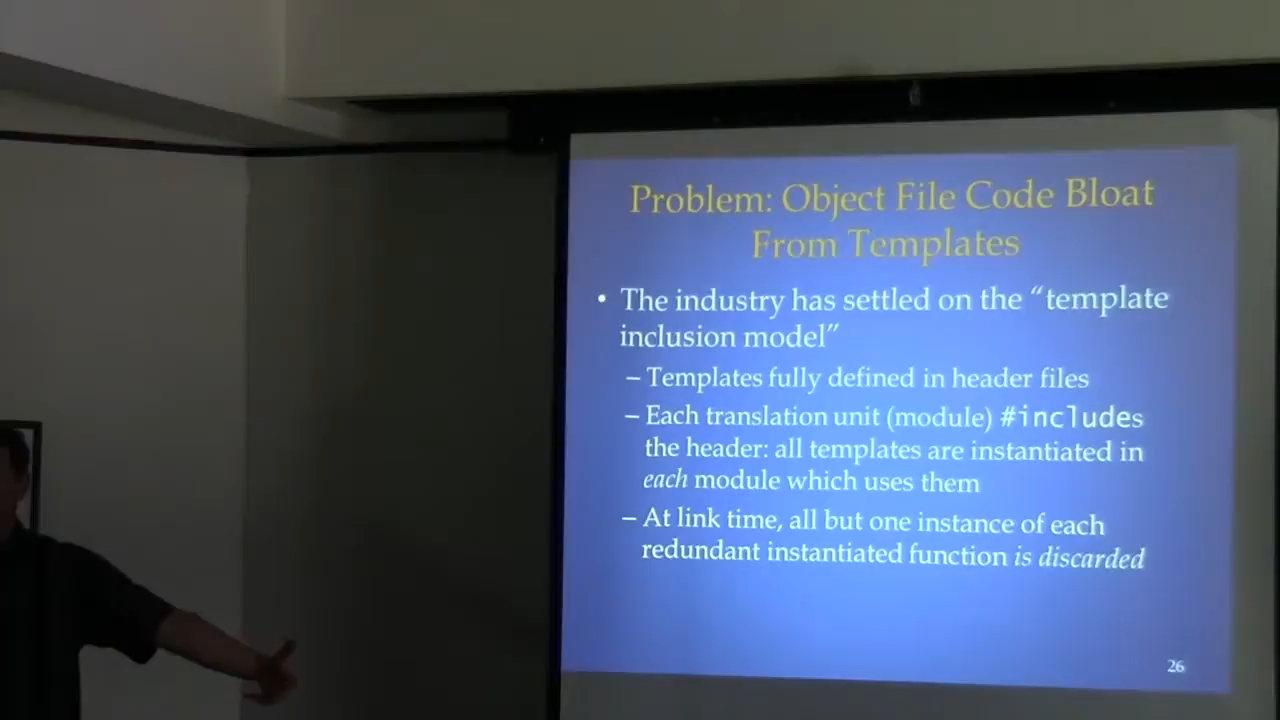 Problem: Object File Code Bloat
From Templates
• The industry has settled on the “template
inclusion model”
– Templates fully defined in header files
– Each translation unit (module) #includes
the header: all templates are instantiated in
each module which uses them
– At link time, all but one instance of each
redundant instantiated function is discarded
26